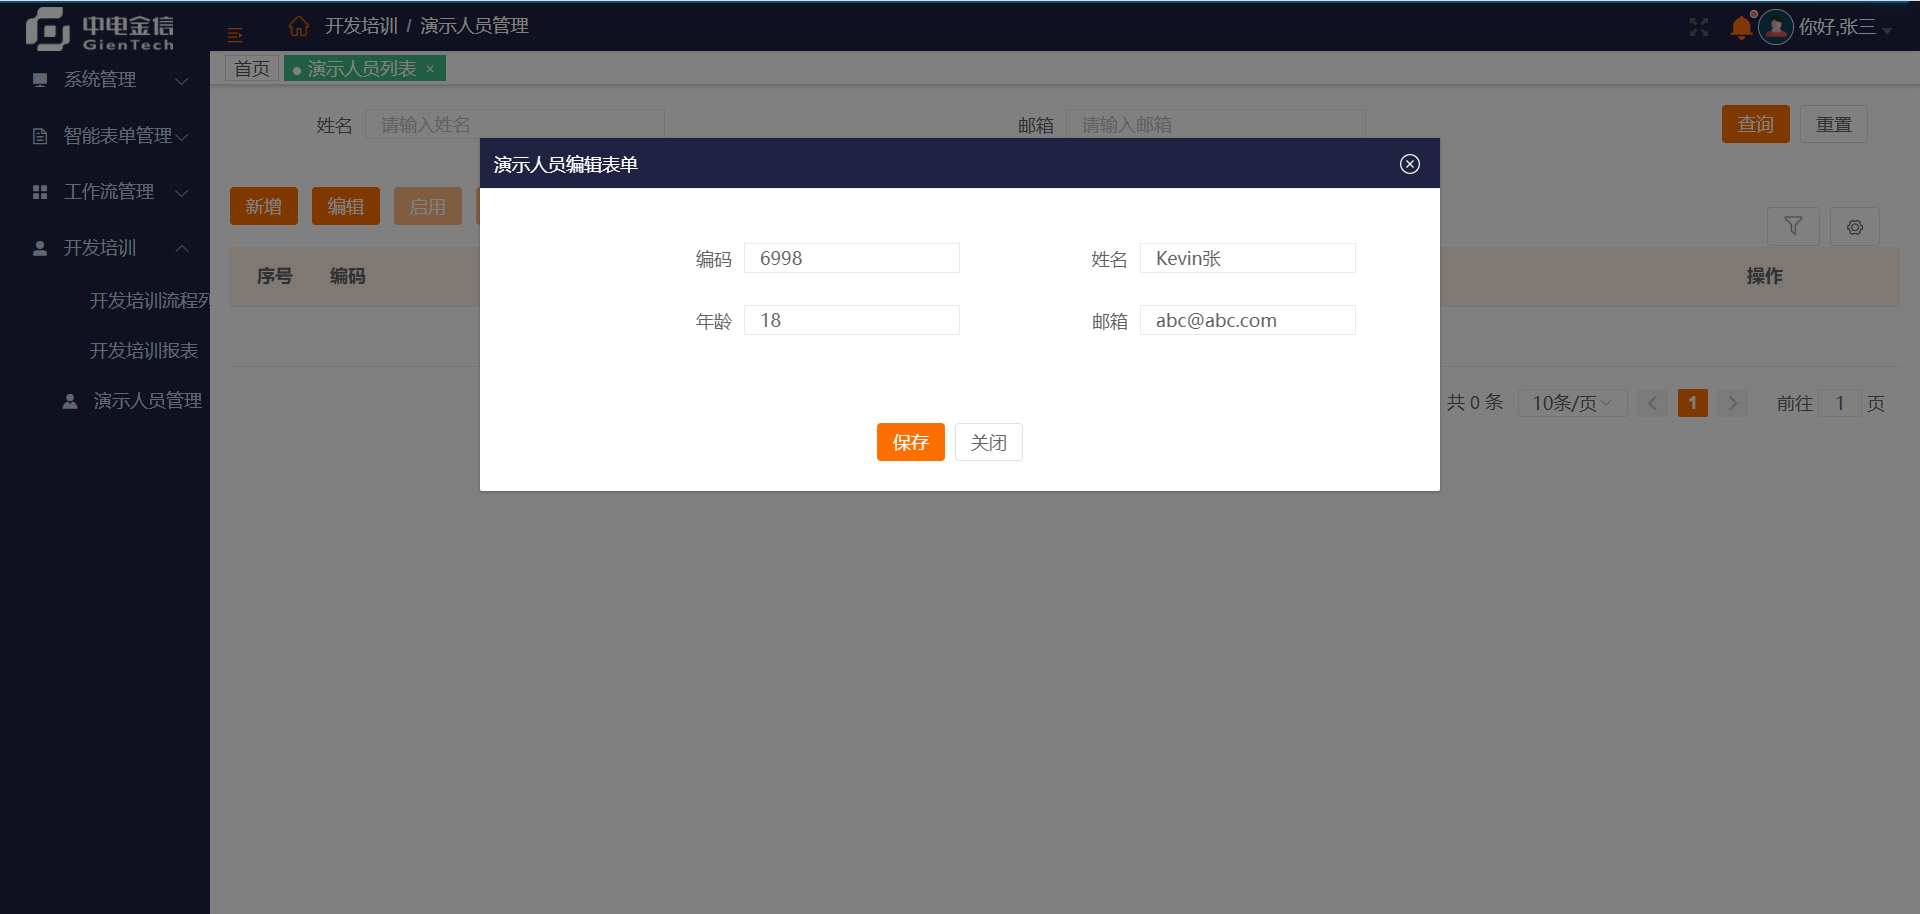 中电金信
GienTech
开发培训 / 演示人员管理
你好,张三
系统管理
智能表单管理
工作流管理
开发培训
开发培训流程列
开发培训报表
演示人员管理
首页
演示人员列表 ×
姓名 请输入姓名
邮箱 请输入邮箱
查询 重置
新增 编辑 启用
序号 编码 操作
演示人员编辑表单
编码 6998
姓名 Kevin张
年龄 18
邮箱 abc@abc.com
保存 关闭
共 0 条 10条/页 1 前往 1 页